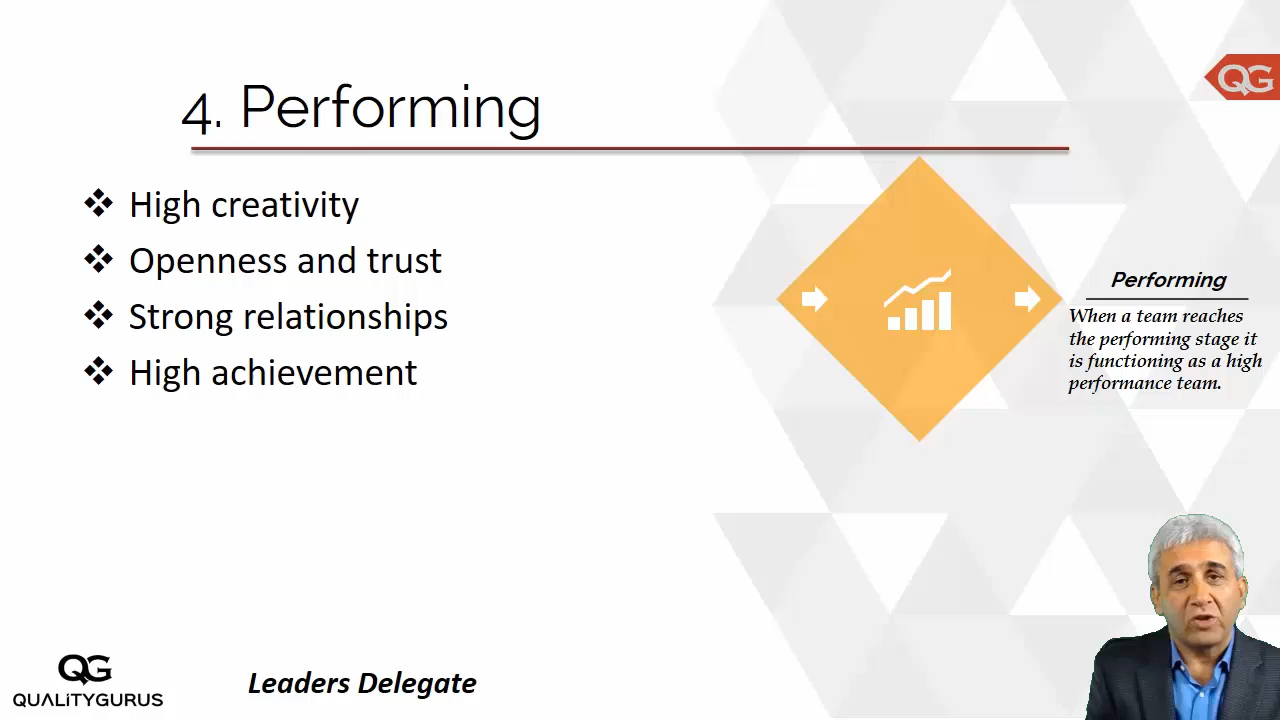 4. Performing
QG
High creativity
Openness and trust
Strong relationships
High achievement
Performing
When a team reaches
the performing stage it
is functioning as a high
performance team.
QG
QUALiTYGURUS
Leaders Delegate